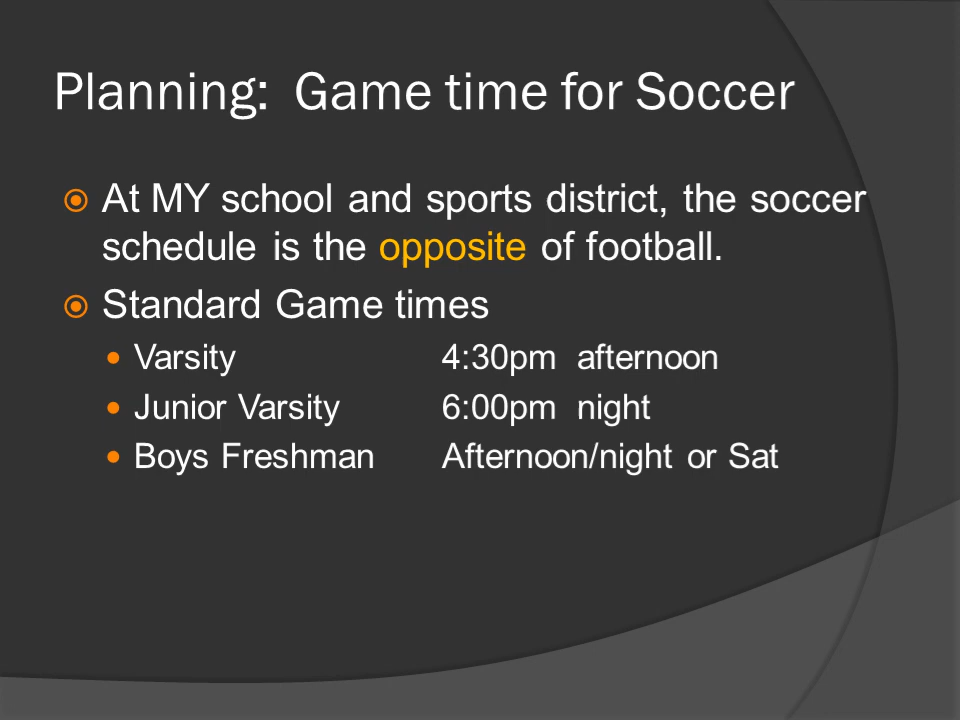 Planning:  Game time for Soccer
At MY school and sports district, the soccer
schedule is the opposite of football.
Standard Game times
Varsity 4:30pm afternoon
Junior Varsity 6:00pm night
Boys Freshman Afternoon/night or Sat